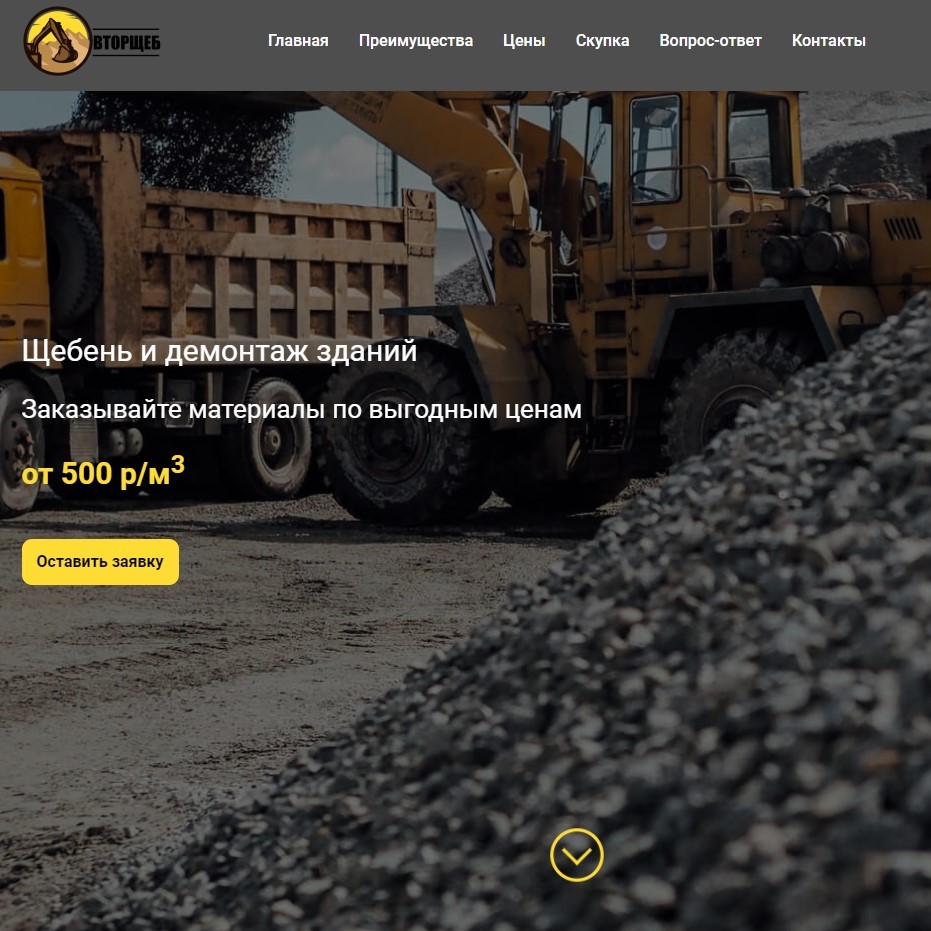 ВТОРЩЕБ
Главная Преимущества Цены Скупка Вопрос-ответ Контакты
Щебень и демонтаж зданий
Заказывайте материалы по выгодным ценам
от 500 р/м³
Оставить заявку